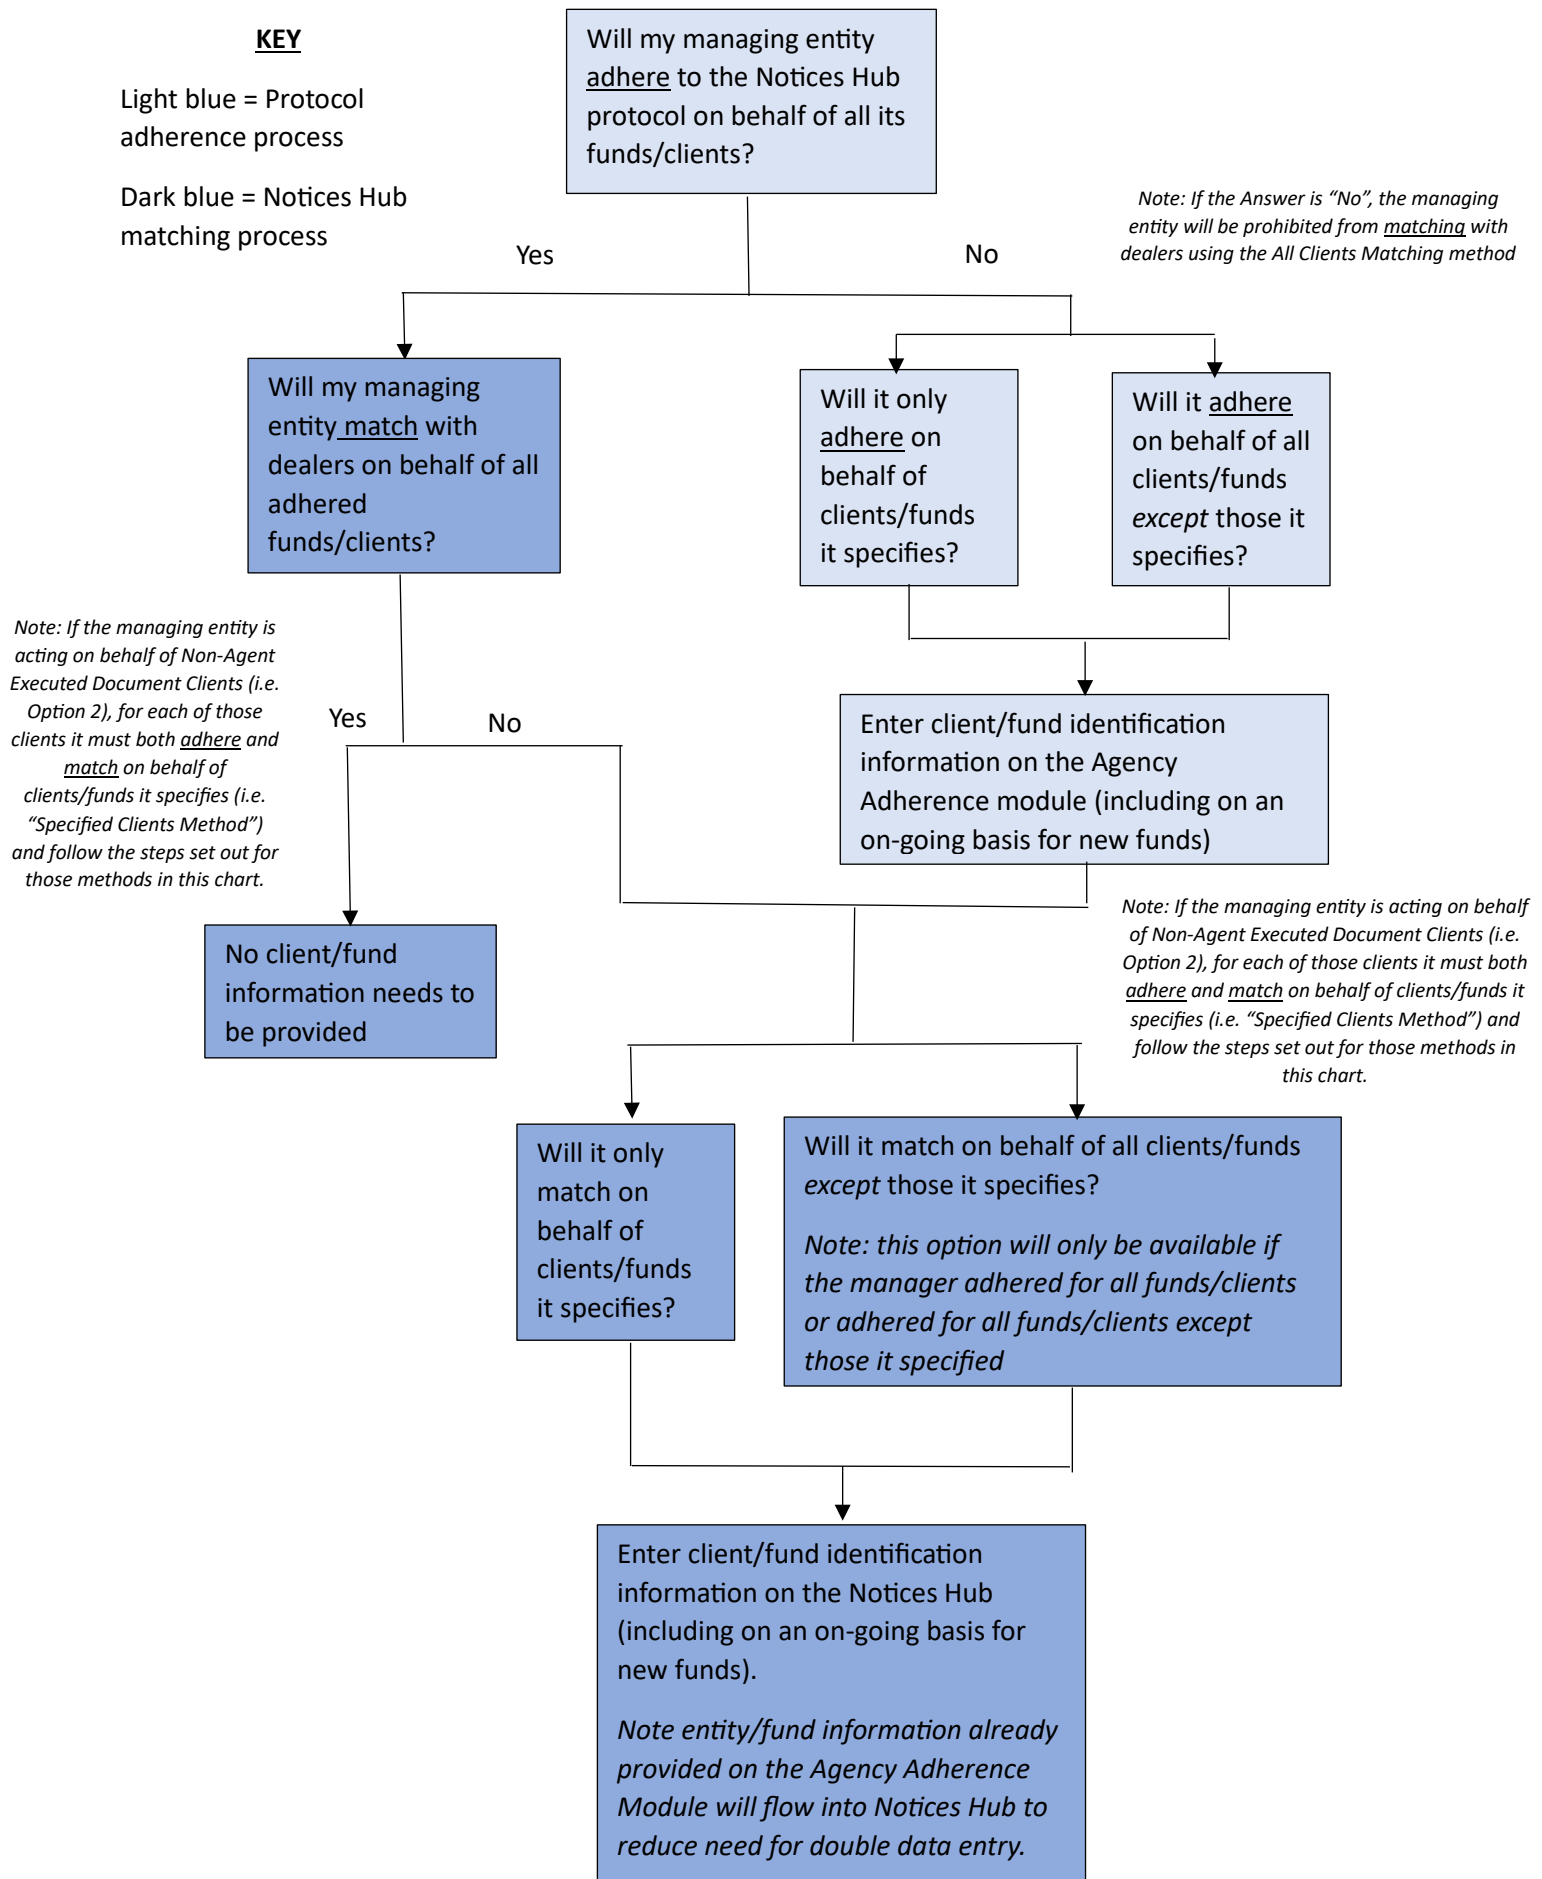 KEY
Light blue = Protocol
adherence process
Dark blue = Notices Hub
matching process
Will my managing entity
adhere to the Notices Hub
protocol on behalf of all its
funds/clients?
Note: If the Answer is “No”, the managing
entity will be prohibited from matching with
dealers using the All Clients Matching method
Yes
No
Will my managing
entity match with
dealers on behalf of all
adhered
funds/clients?
Will it only
adhere on
behalf of
clients/funds
it specifies?
Will it adhere
on behalf of all
clients/funds
except those it
specifies?
Note: If the managing entity is
acting on behalf of Non-Agent
Executed Document Clients (i.e.
Option 2), for each of those
clients it must both adhere and
match on behalf of
clients/funds it specifies (i.e.
“Specified Clients Method”)
and follow the steps set out for
those methods in this chart.
Yes
No
Enter client/fund identification
information on the Agency
Adherence module (including on an
on-going basis for new funds)
No client/fund
information needs to
be provided
Note: If the managing entity is acting on behalf
of Non-Agent Executed Document Clients (i.e.
Option 2), for each of those clients it must both
adhere and match on behalf of clients/funds it
specifies (i.e. “Specified Clients Method”) and
follow the steps set out for those methods in
this chart.
Will it only
match on
behalf of
clients/funds
it specifies?
Will it match on behalf of all clients/funds
except those it specifies?
Note: this option will only be available if
the manager adhered for all funds/clients
or adhered for all funds/clients except
those it specified
Enter client/fund identification
information on the Notices Hub
(including on an on-going basis for
new funds).
Note entity/fund information already
provided on the Agency Adherence
Module will flow into Notices Hub to
reduce need for double data entry.